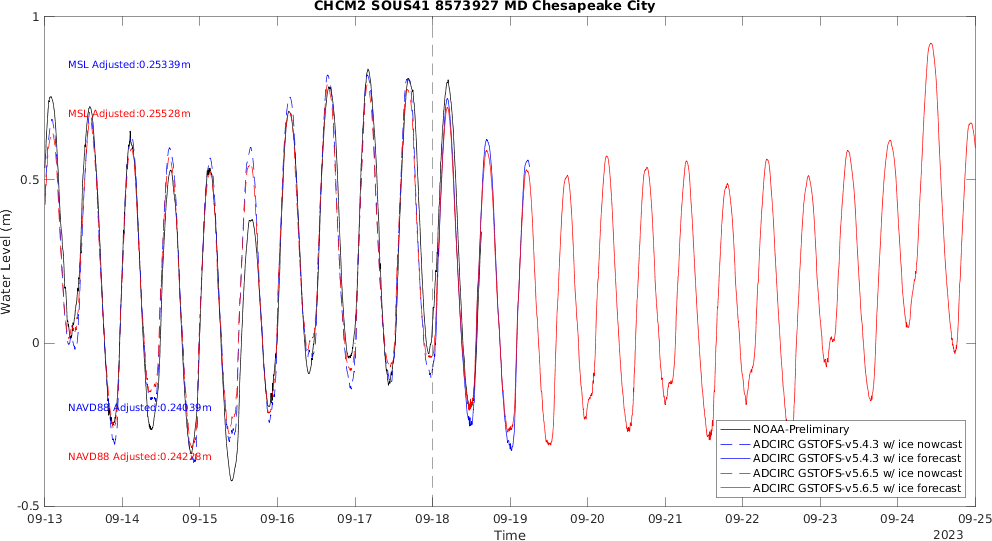 CHCM2 SOUS41 8573927 MD Chesapeake City
Water Level (m)
1
0.5
0
-0.5
MSL Adjusted:0.25339m
MSL Adjusted:0.25528m
NAVD88 Adjusted:0.24039m
NAVD88 Adjusted:0.24228m
NOAA-Preliminary
ADCIRC GSTOFS-v5.4.3 w/ ice nowcast
ADCIRC GSTOFS-v5.4.3 w/ ice forecast
ADCIRC GSTOFS-v5.6.5 w/ ice nowcast
ADCIRC GSTOFS-v5.6.5 w/ ice forecast
09-13 09-14 09-15 09-16 09-17 09-18 09-19 09-20 09-21 09-22 09-23 09-24 09-25
Time
2023